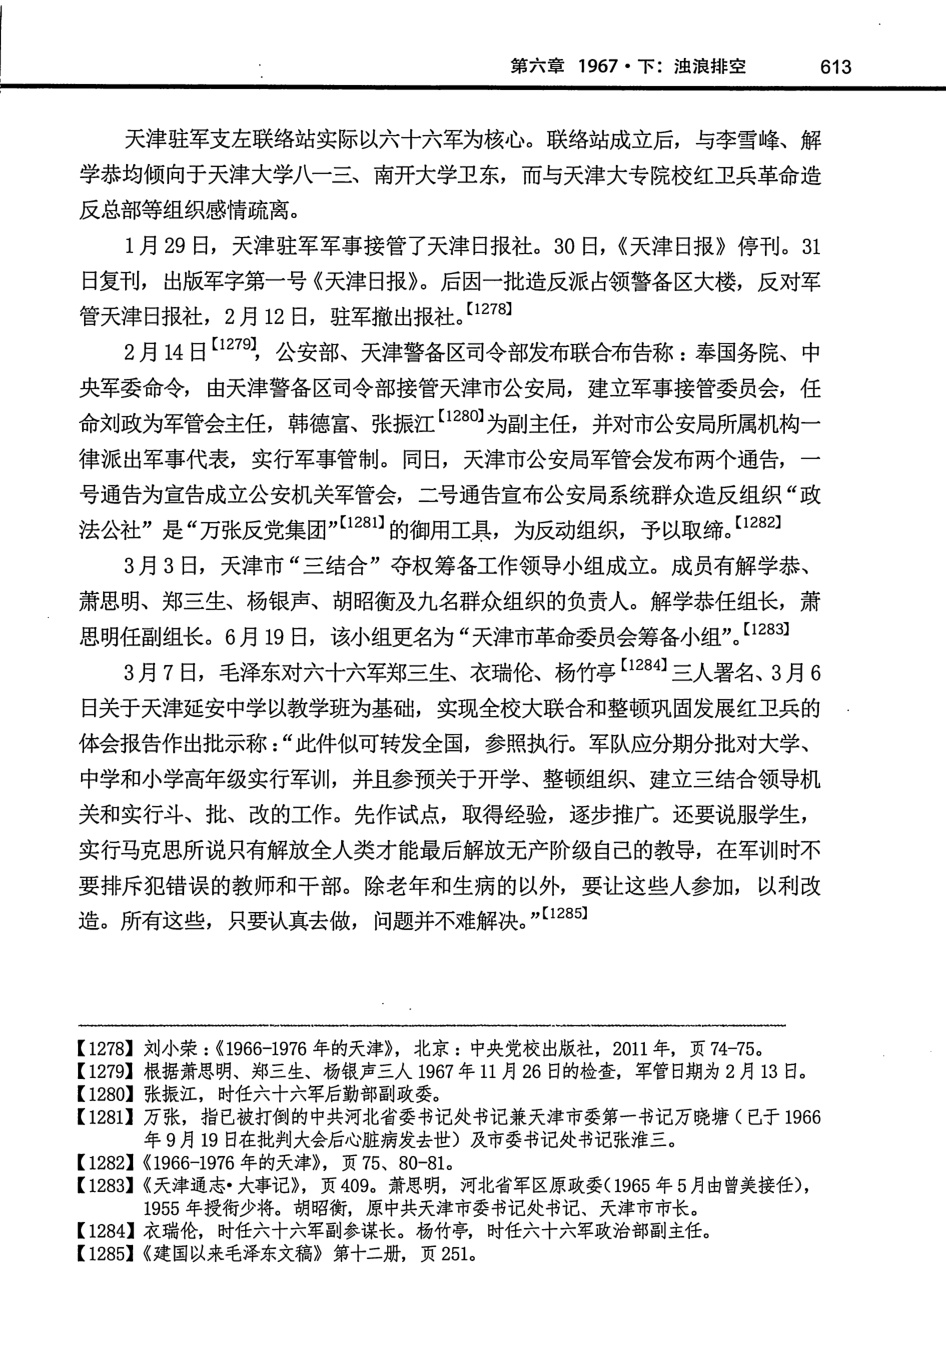 第六章 1967·下：浊浪排空 613
天津驻军支左联络站实际以六十六军为核心。联络站成立后，与李雪峰、解
学恭均倾向于天津大学八一三、南开大学卫东，而与天津大专院校红卫兵革命造
反总部等组织感情疏离。
1月29日，天津驻军军事接管了天津日报社。30日，《天津日报》停刊。31
日复刊，出版军字第一号《天津日报》。后因一批造反派占领警备区大楼，反对军
管天津日报社，2月12日，驻军撤出报社。【1278】
2月14日【1279】，公安部、天津警备区司令部发布联合布告称：奉国务院、中
央军委命令，由天津警备区司令部接管天津市公安局，建立军事接管委员会，任
命刘政为军管会主任，韩德富、张振江【1280】为副主任，并对市公安局所属机构一
律派出军事代表，实行军事管制。同日，天津市公安局军管会发布两个通告，一
号通告为宣告成立公安机关军管会，二号通告宣布公安局系统群众造反组织“政
法公社”是“万张反党集团”【1281】的御用工具，为反动组织，予以取缔。【1282】
3月3日，天津市“三结合”夺权筹备工作领导小组成立。成员有解学恭、
萧思明、郑三生、杨银声、胡昭衡及九名群众组织的负责人。解学恭任组长，萧
思明任副组长。6月19日，该小组更名为“天津市革命委员会筹备小组”。【1283】
3月7日，毛泽东对六十六军郑三生、衣瑞伦、杨竹亭【1284】三人署名、3月6
日关于天津延安中学以教学班为基础，实现全校大联合和整顿巩固发展红卫兵的
体会报告作出批示称：“此件似可转发全国，参照执行。军队应分期分批对大学、
中学和小学高年级实行军训，并且参预关于开学、整顿组织、建立三结合领导机
关和实行斗、批、改的工作。先作试点，取得经验，逐步推广。还要说服学生，
实行马克思所说只有解放全人类才能最后解放无产阶级自己的教导，在军训时不
要排斥犯错误的教师和干部。除老年和生病的以外，要让这些人参加，以利改
造。所有这些，只要认真去做，问题并不难解决。”【1285】
【1278】刘小荣：《1966-1976年的天津》，北京：中央党校出版社，2011年，页74-75。
【1279】根据萧思明、郑三生、杨银声三人1967年11月26日的检查，军管日期为2月13日。
【1280】张振江，时任六十六军后勤部副政委。
【1281】万张，指已被打倒的中共河北省委书记处书记兼天津市委第一书记万晓塘（已于1966
年9月19日在批判大会后心脏病发去世）及市委书记处书记张淮三。
【1282】《1966-1976年的天津》，页75、80-81。
【1283】《天津通志·大事记》，页409。萧思明，河北省军区原政委（1965年5月由曾美接任），
1955年授衔少将。胡昭衡，原中共天津市委书记处书记、天津市市长。
【1284】衣瑞伦，时任六十六军副参谋长。杨竹亭，时任六十六军政治部副主任。
【1285】《建国以来毛泽东文稿》第十二册，页251。